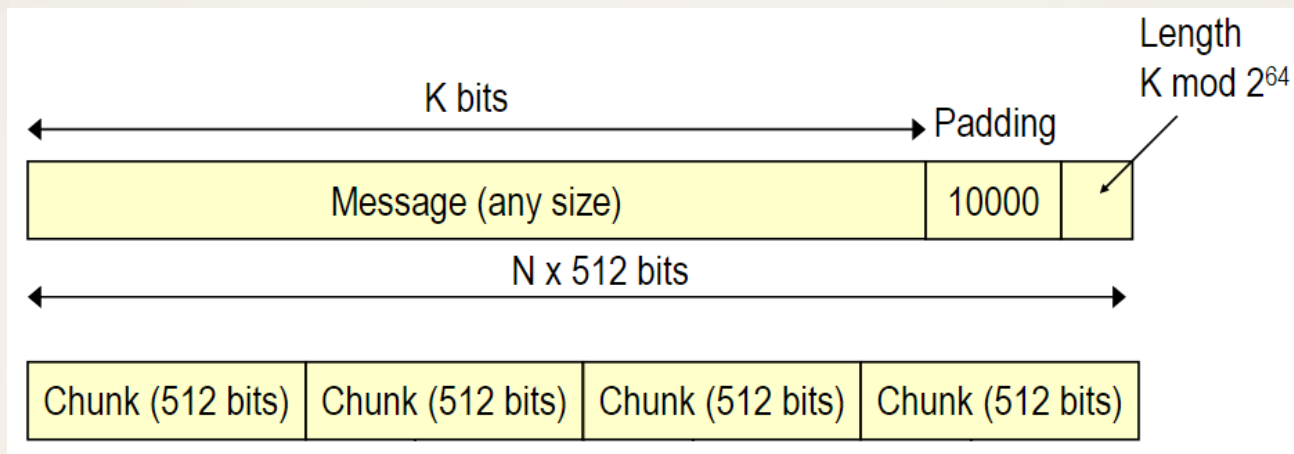 Length
K mod 2⁶⁴
K bits
Padding
Message (any size)
10000
N x 512 bits
Chunk (512 bits) Chunk (512 bits) Chunk (512 bits) Chunk (512 bits)